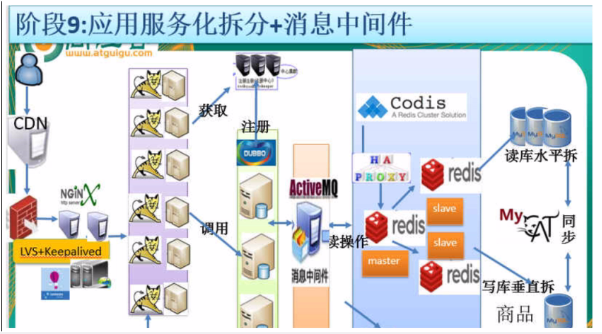 阶段9:应用服务化拆分+消息中间件
www.atguigu.com
CDN
NGiNX
LVS+Keepalived
获取
注册
DUBBO
调用
ActiveMQ
消息中间件
读操作
Codis
A Redis Cluster Solution
HA
PROXY
redis
redis
redis
slave
slave
master
读库水平拆
MyCAT
同步
写库垂直拆
商品